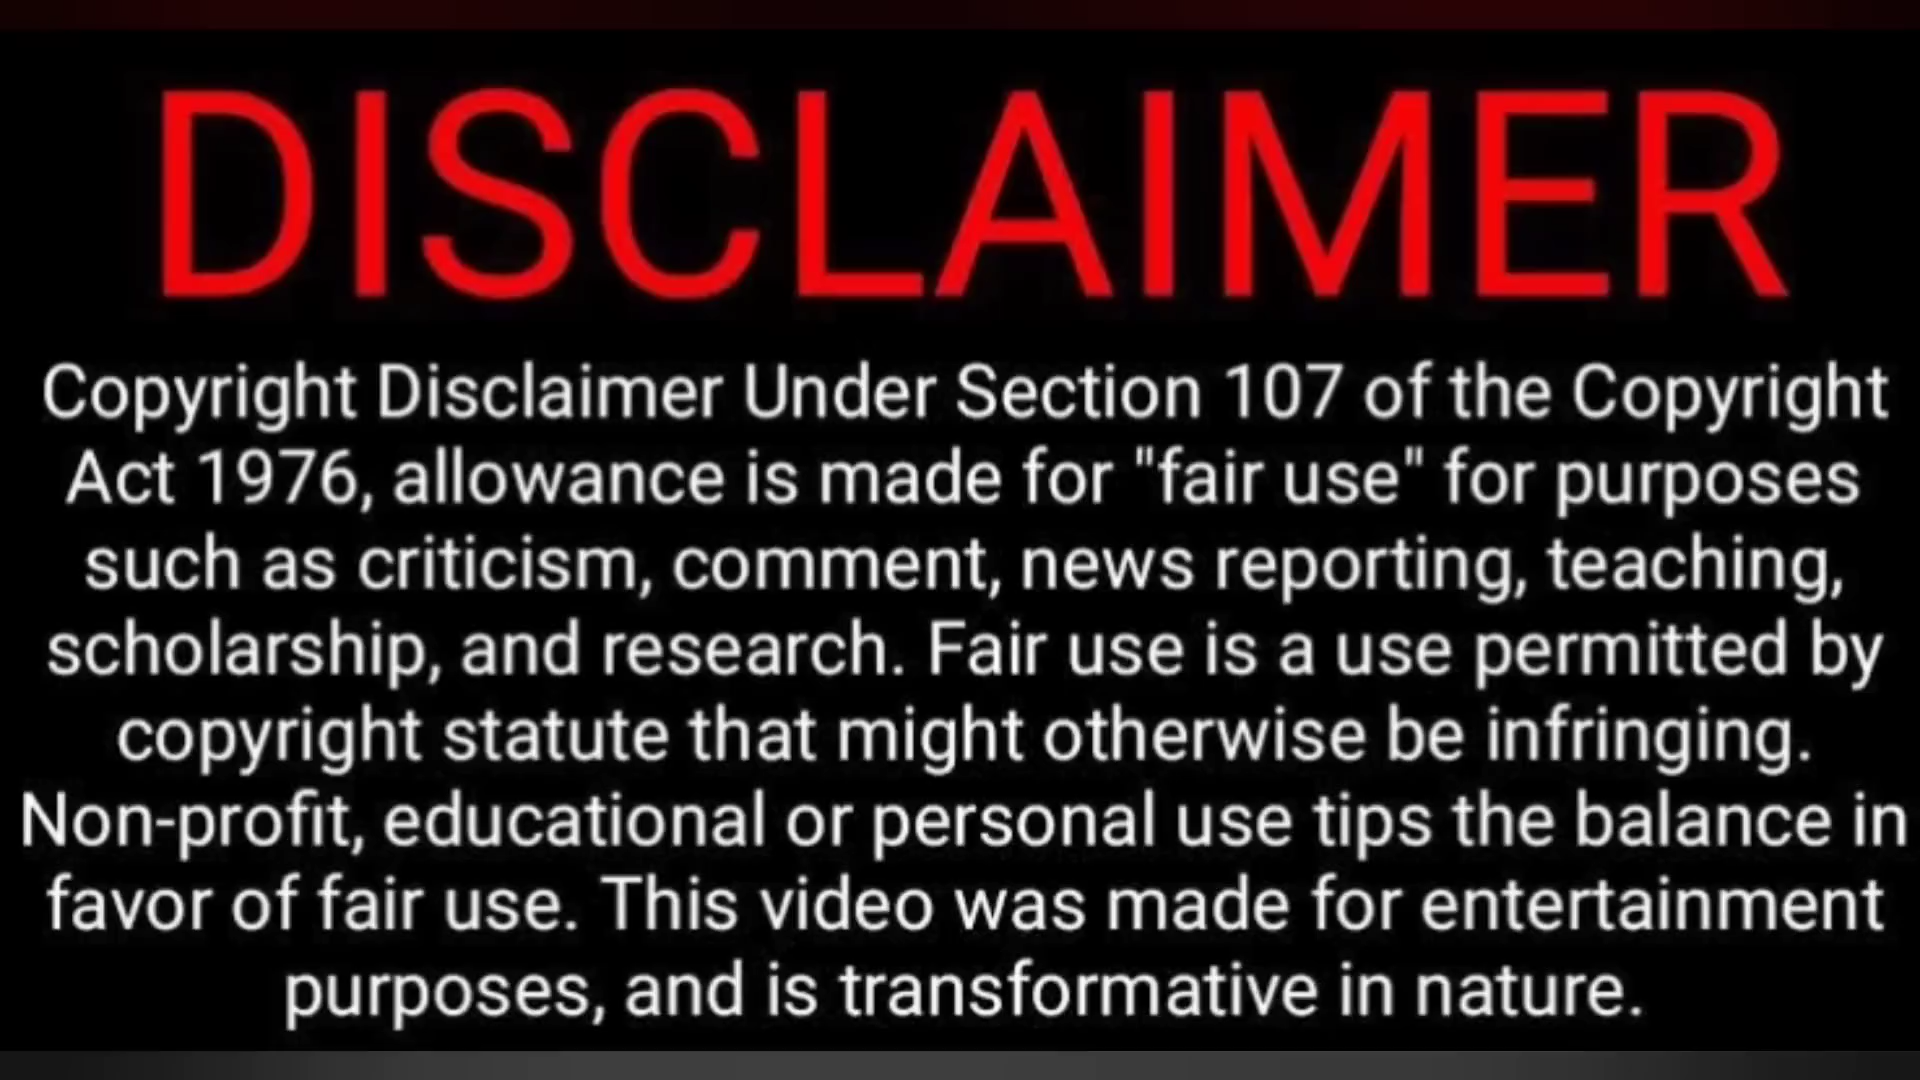 DISCLAIMER
Copyright Disclaimer Under Section 107 of the Copyright
Act 1976, allowance is made for "fair use" for purposes
such as criticism, comment, news reporting, teaching,
scholarship, and research. Fair use is a use permitted by
copyright statute that might otherwise be infringing.
Non-profit, educational or personal use tips the balance in
favor of fair use. This video was made for entertainment
purposes, and is transformative in nature.